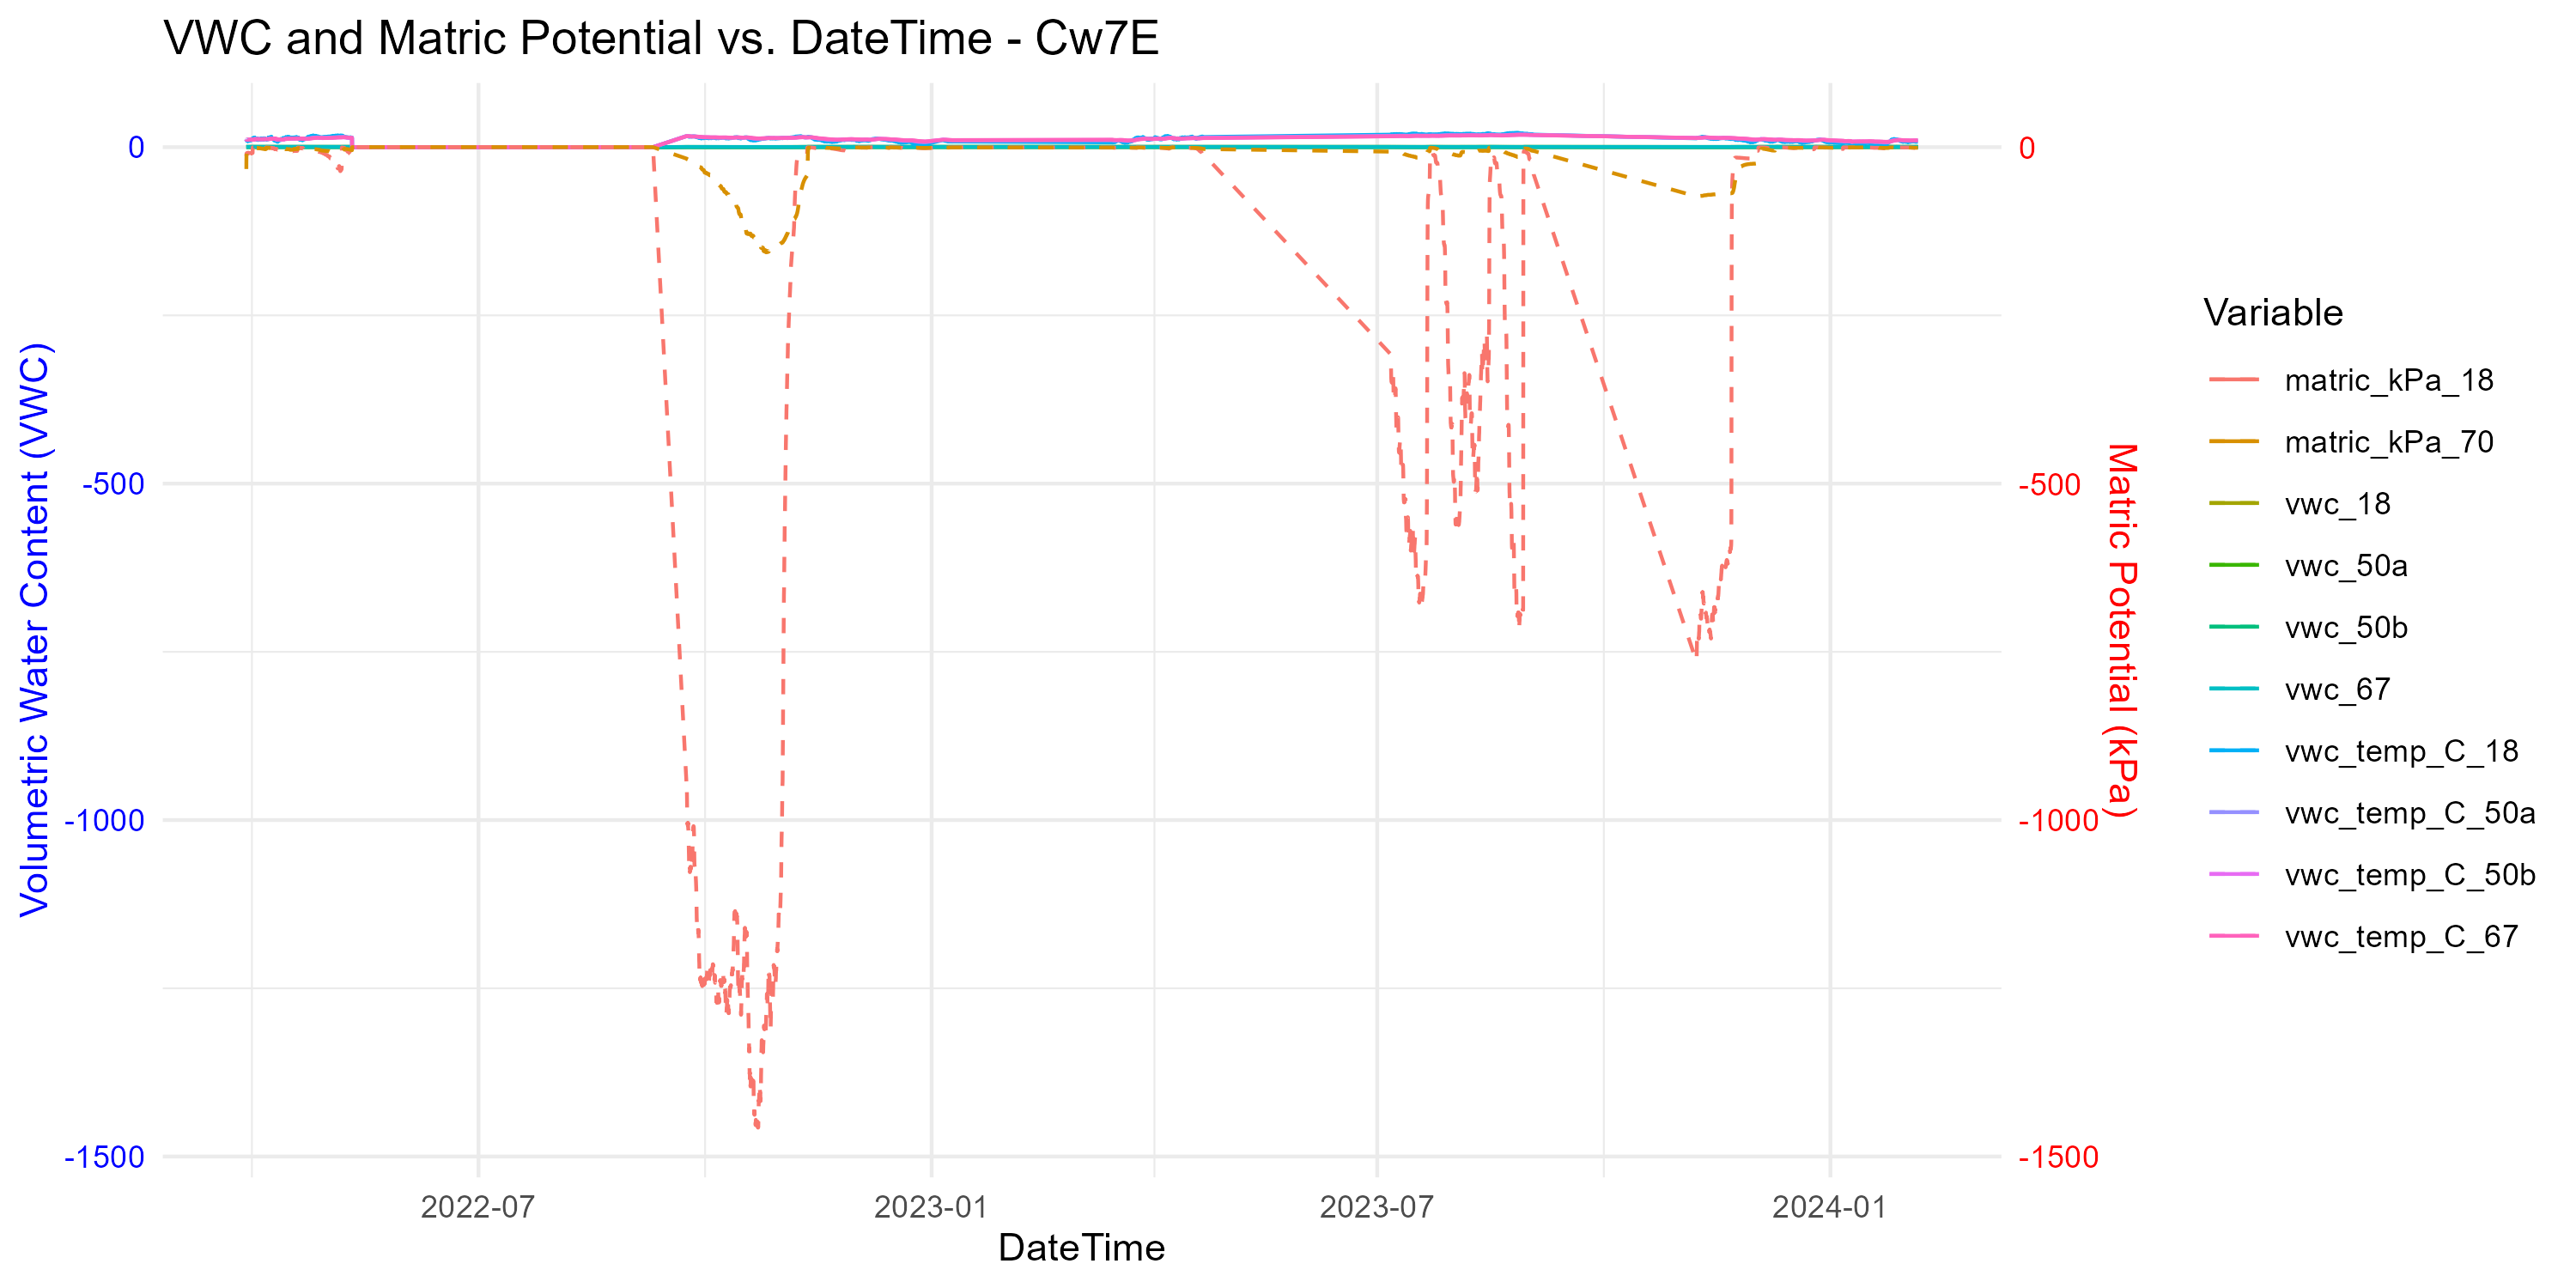 VWC and Matric Potential vs. DateTime - Cw7E
Volumetric Water Content (VWC)
0
-500
-1000
-1500
0
-500
-1000
-1500
Matric Potential (kPa)
2022-07
2023-01
2023-07
2024-01
DateTime
Variable
matric_kPa_18
matric_kPa_70
vwc_18
vwc_50a
vwc_50b
vwc_67
vwc_temp_C_18
vwc_temp_C_50a
vwc_temp_C_50b
vwc_temp_C_67